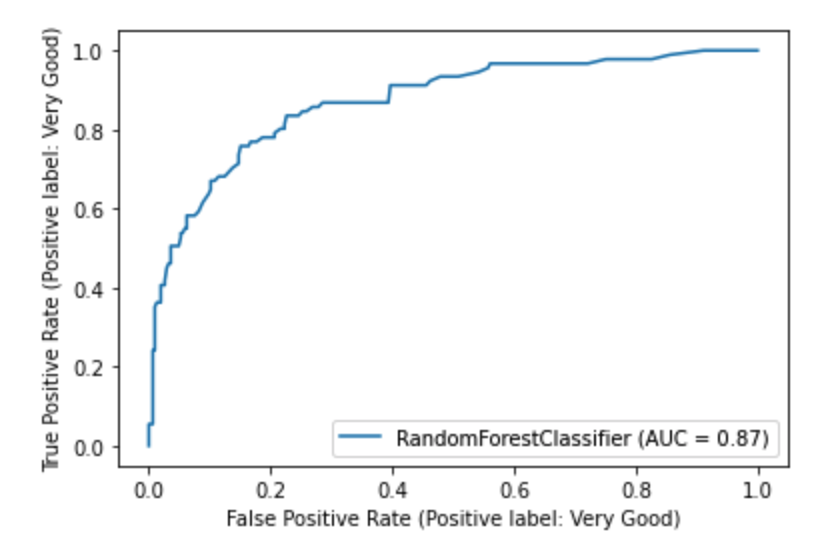 True Positive Rate (Positive label: Very Good)
1.0
0.8
0.6
0.4
0.2
0.0
RandomForestClassifier (AUC = 0.87)
0.0 0.2 0.4 0.6 0.8 1.0
False Positive Rate (Positive label: Very Good)